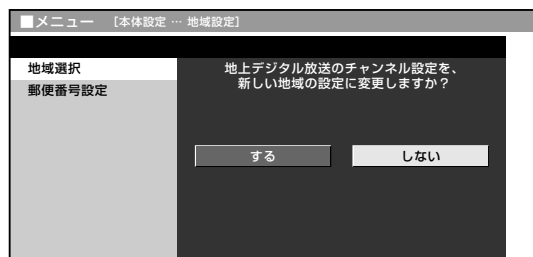 ■メニュー [本体設定 … 地域設定]
地域選択
郵便番号設定
地上デジタル放送のチャンネル設定を、
新しい地域の設定に変更しますか？
する
しない